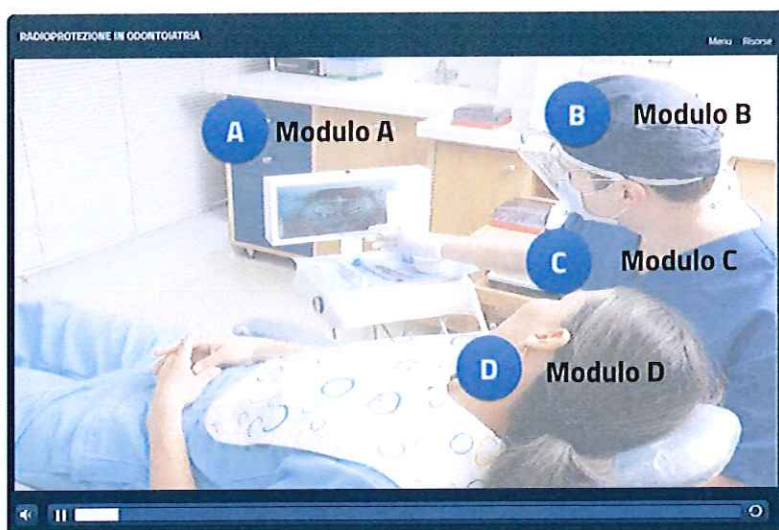 RADIOPROTEZIONE IN ODONTOIATRIA
Menu Risorse
A Modulo A
B Modulo B
C Modulo C
D Modulo D